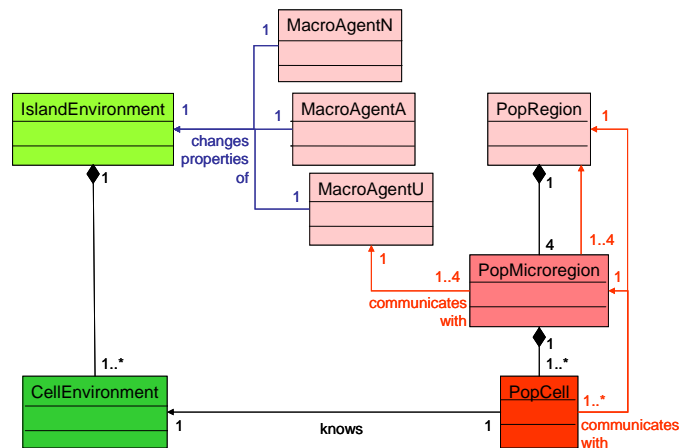 MacroAgentN
1
IslandEnvironment
1
MacroAgentA
1
changes
properties
of
PopRegion
1
1
1
MacroAgentU
1
1
1..4
4
PopMicroregion
1
1..4
communicates
with
1
1..*
1..*
CellEnvironment
PopCell
1
knows
1
1..*
communicates
with